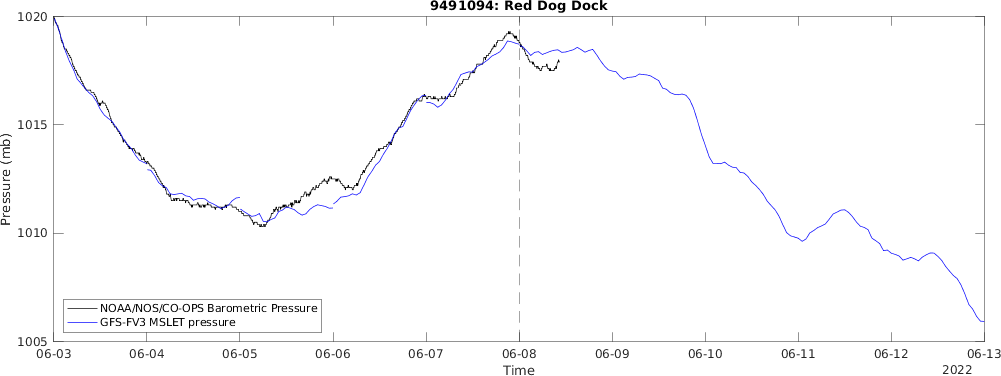 9491094: Red Dog Dock
Pressure (mb)
1020
1015
1010
1005
NOAA/NOS/CO-OPS Barometric Pressure
GFS-FV3 MSLET pressure
06-03 06-04 06-05 06-06 06-07 06-08 06-09 06-10 06-11 06-12 06-13
Time
2022